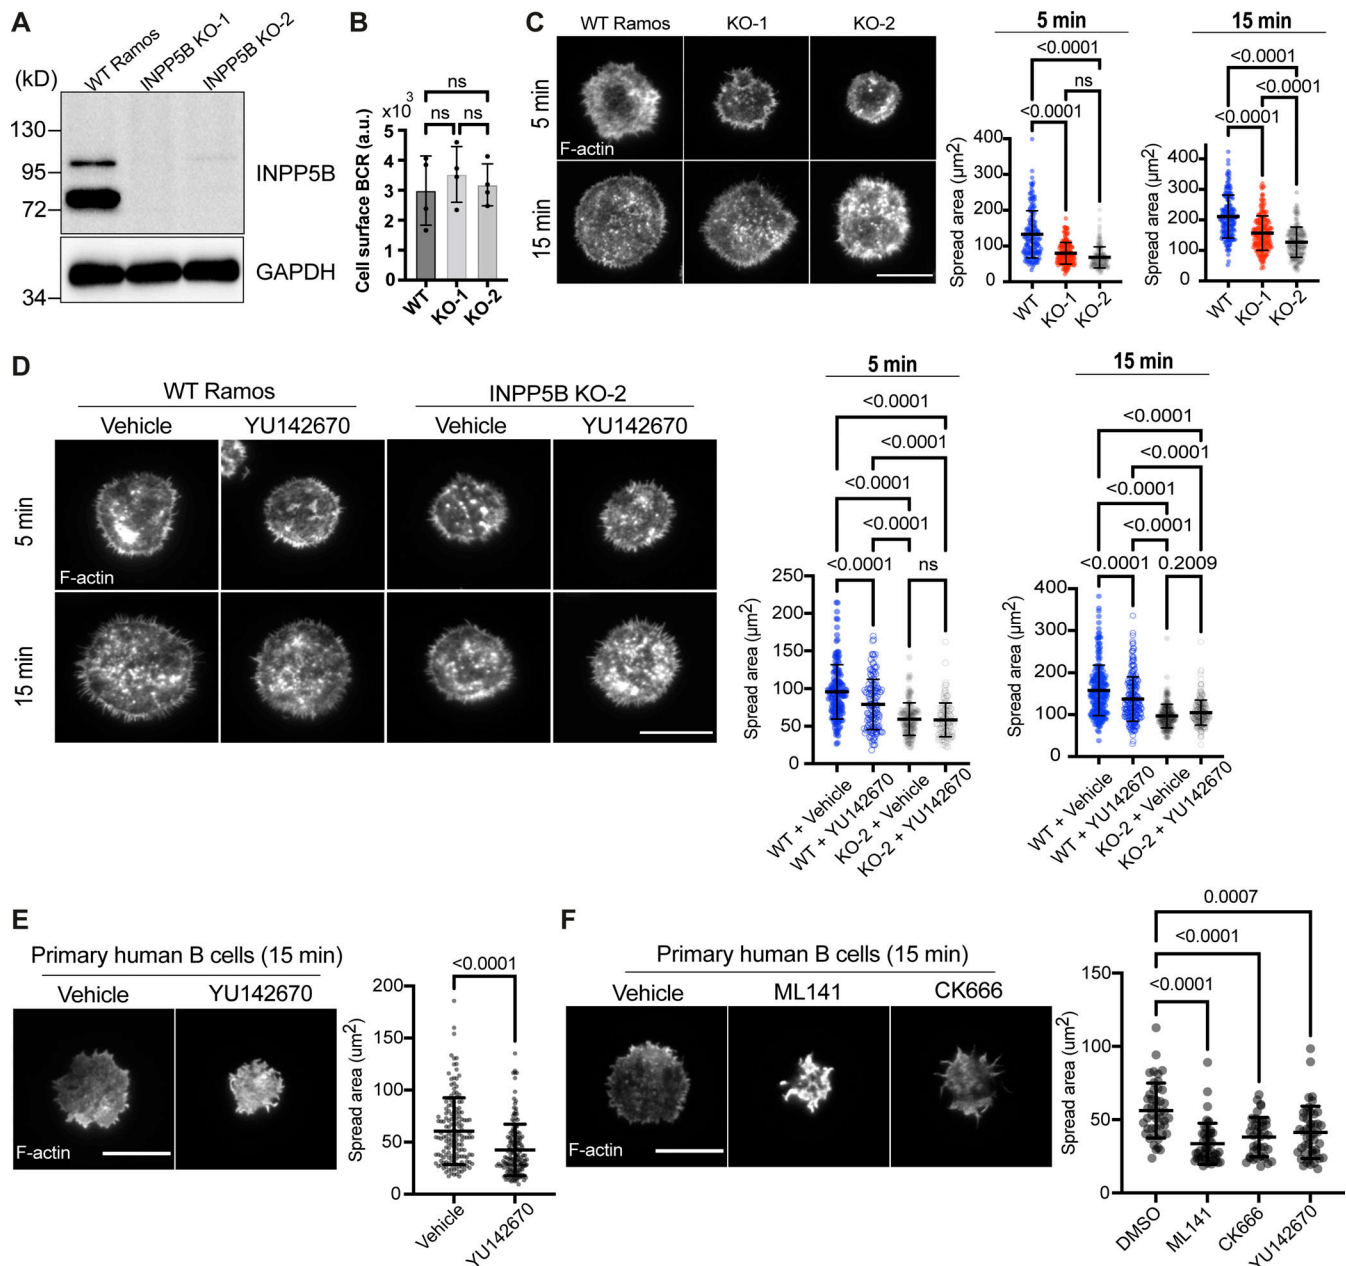 A
(kD)
WT Ramos
INPP5B KO-1
INPP5B KO-2
130
95
72
34
INPP5B
GAPDH
B
ns
ns
ns
×10³
Cell surface BCR (a.u.)
5
4
3
2
1
0
WT
KO-1
KO-2
C
WT Ramos
KO-1
KO-2
5 min
15 min
F-actin
5 min
<0.0001
ns
<0.0001
Spread area (µm²)
400
300
200
100
0
WT
KO-1
KO-2
15 min
<0.0001
<0.0001
<0.0001
Spread area (µm²)
400
300
200
100
0
WT
KO-1
KO-2
D
WT Ramos
INPP5B KO-2
Vehicle
YU142670
Vehicle
YU142670
5 min
15 min
F-actin
5 min
<0.0001
<0.0001
<0.0001
<0.0001
<0.0001
ns
Spread area (µm²)
250
200
150
100
50
0
WT + Vehicle
WT + YU142670
KO-2 + Vehicle
KO-2 + YU142670
15 min
<0.0001
<0.0001
<0.0001
<0.0001
<0.0001
0.2009
Spread area (µm²)
400
300
200
100
0
WT + Vehicle
WT + YU142670
KO-2 + Vehicle
KO-2 + YU142670
E
Primary human B cells (15 min)
Vehicle
YU142670
F-actin
<0.0001
Spread area (um²)
200
150
100
50
0
Vehicle
YU142670
F
Primary human B cells (15 min)
Vehicle
ML141
CK666
F-actin
0.0007
<0.0001
<0.0001
Spread area (um²)
150
100
50
0
DMSO
ML141
CK666
YU142670